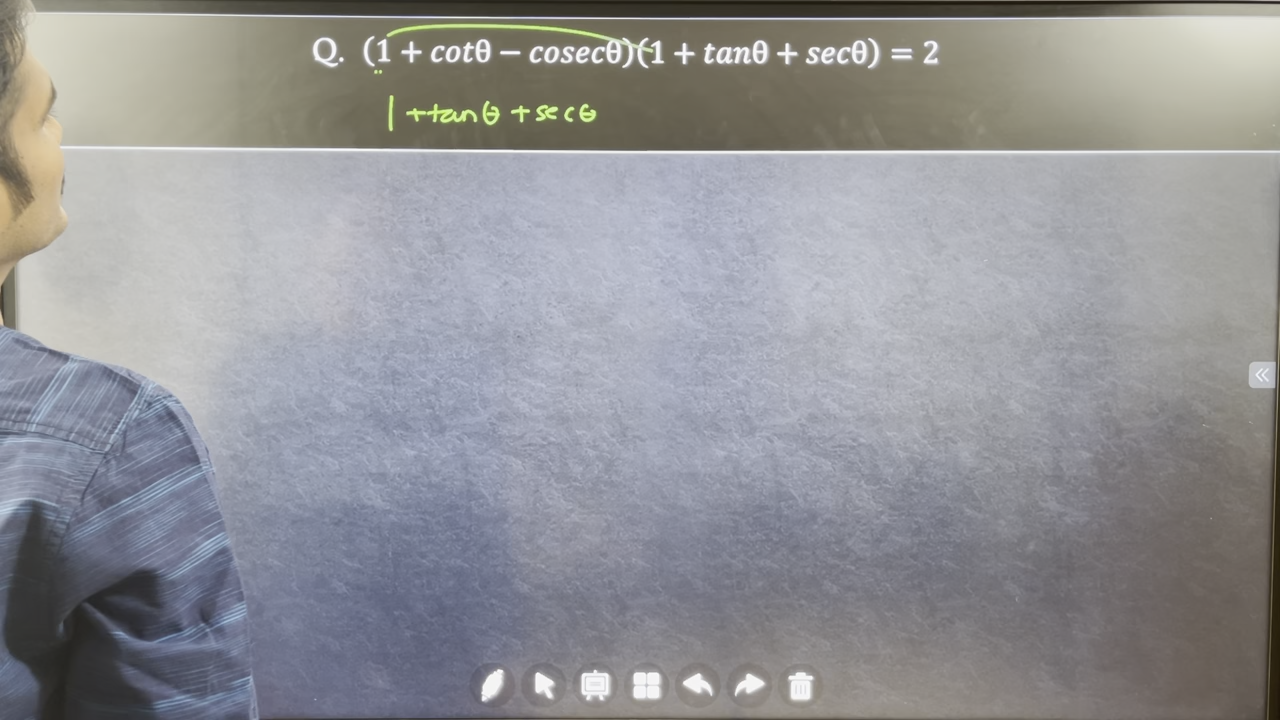 Q. (1 + cotθ − cosecθ)(1 + tanθ + secθ) = 2
1 + tanθ + secθ